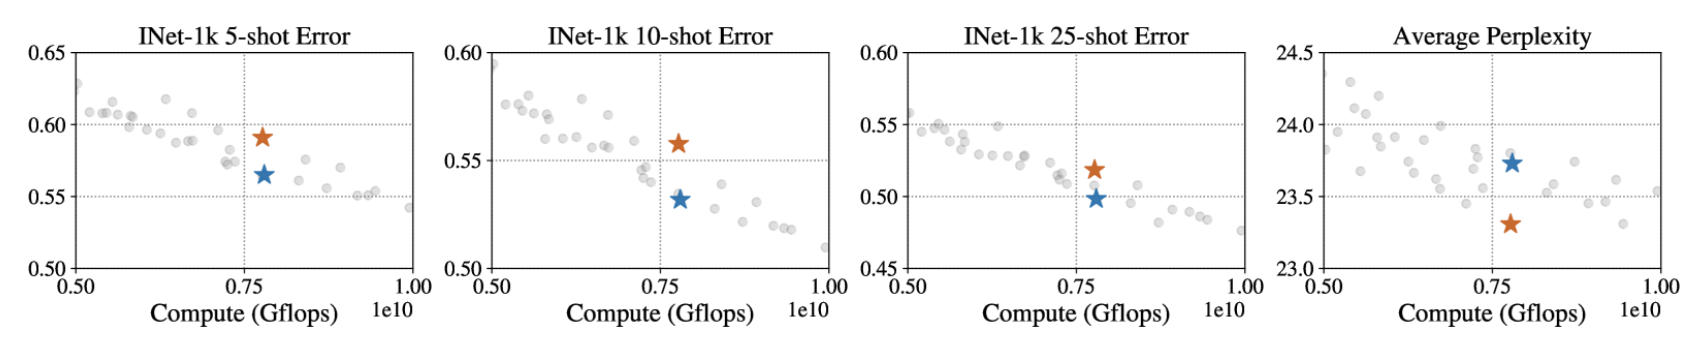 INet-1k 5-shot Error
0.65
0.60
0.55
0.50
0.50 0.75 1.00
Compute (Gflops) 1e10
INet-1k 10-shot Error
0.60
0.55
0.50
0.50 0.75 1.00
Compute (Gflops) 1e10
INet-1k 25-shot Error
0.60
0.55
0.50
0.45
0.50 0.75 1.00
Compute (Gflops) 1e10
Average Perplexity
24.5
24.0
23.5
23.0
0.50 0.75 1.00
Compute (Gflops) 1e10